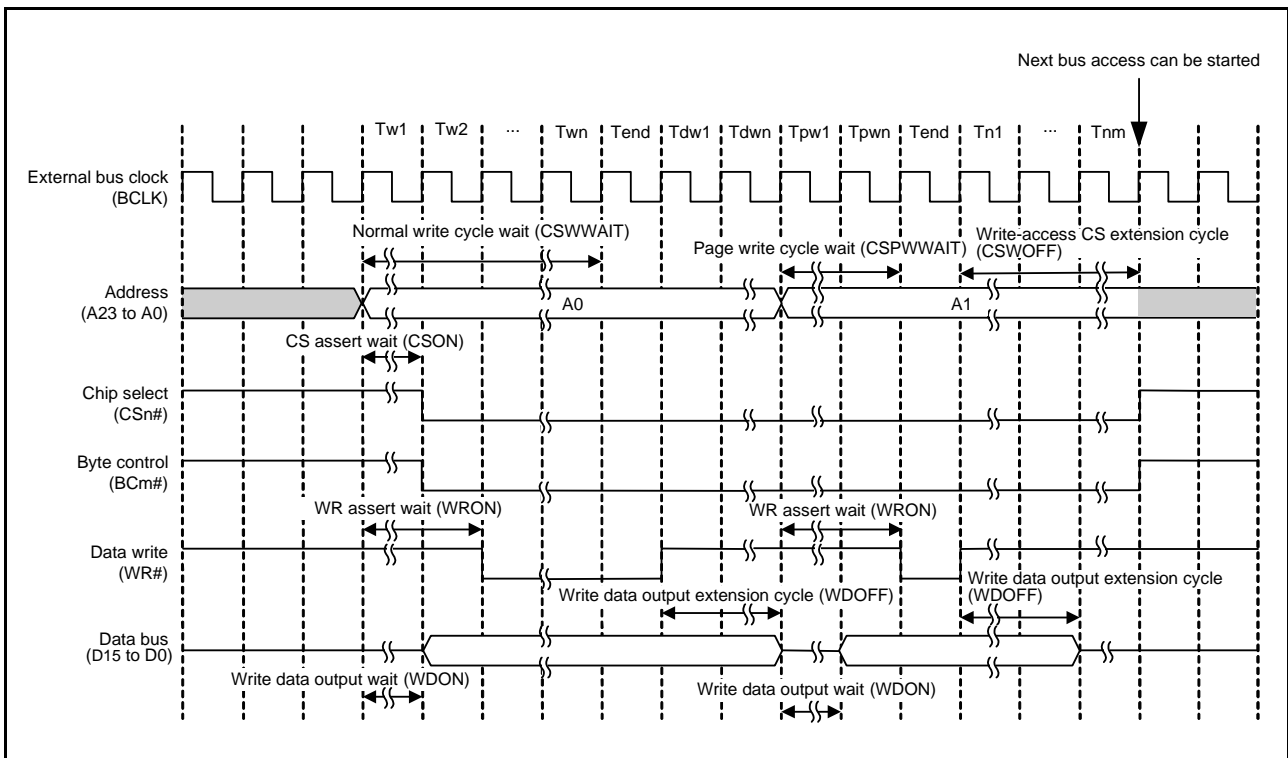 Next bus access can be started
Tw1 Tw2 ... Twn Tend Tdw1 Tdwn Tpw1 Tpwn Tend Tn1 ... Tnm
External bus clock
(BCLK)
Normal write cycle wait (CSWWAIT)
Page write cycle wait (CSPWWAIT)
Write-access CS extension cycle
(CSWOFF)
Address
(A23 to A0)
A0
A1
CS assert wait (CSON)
Chip select
(CSn#)
Byte control
(BCm#)
WR assert wait (WRON)
WR assert wait (WRON)
Data write
(WR#)
Write data output extension cycle (WDOFF)
Write data output extension cycle
(WDOFF)
Data bus
(D15 to D0)
Write data output wait (WDON)
Write data output wait (WDON)